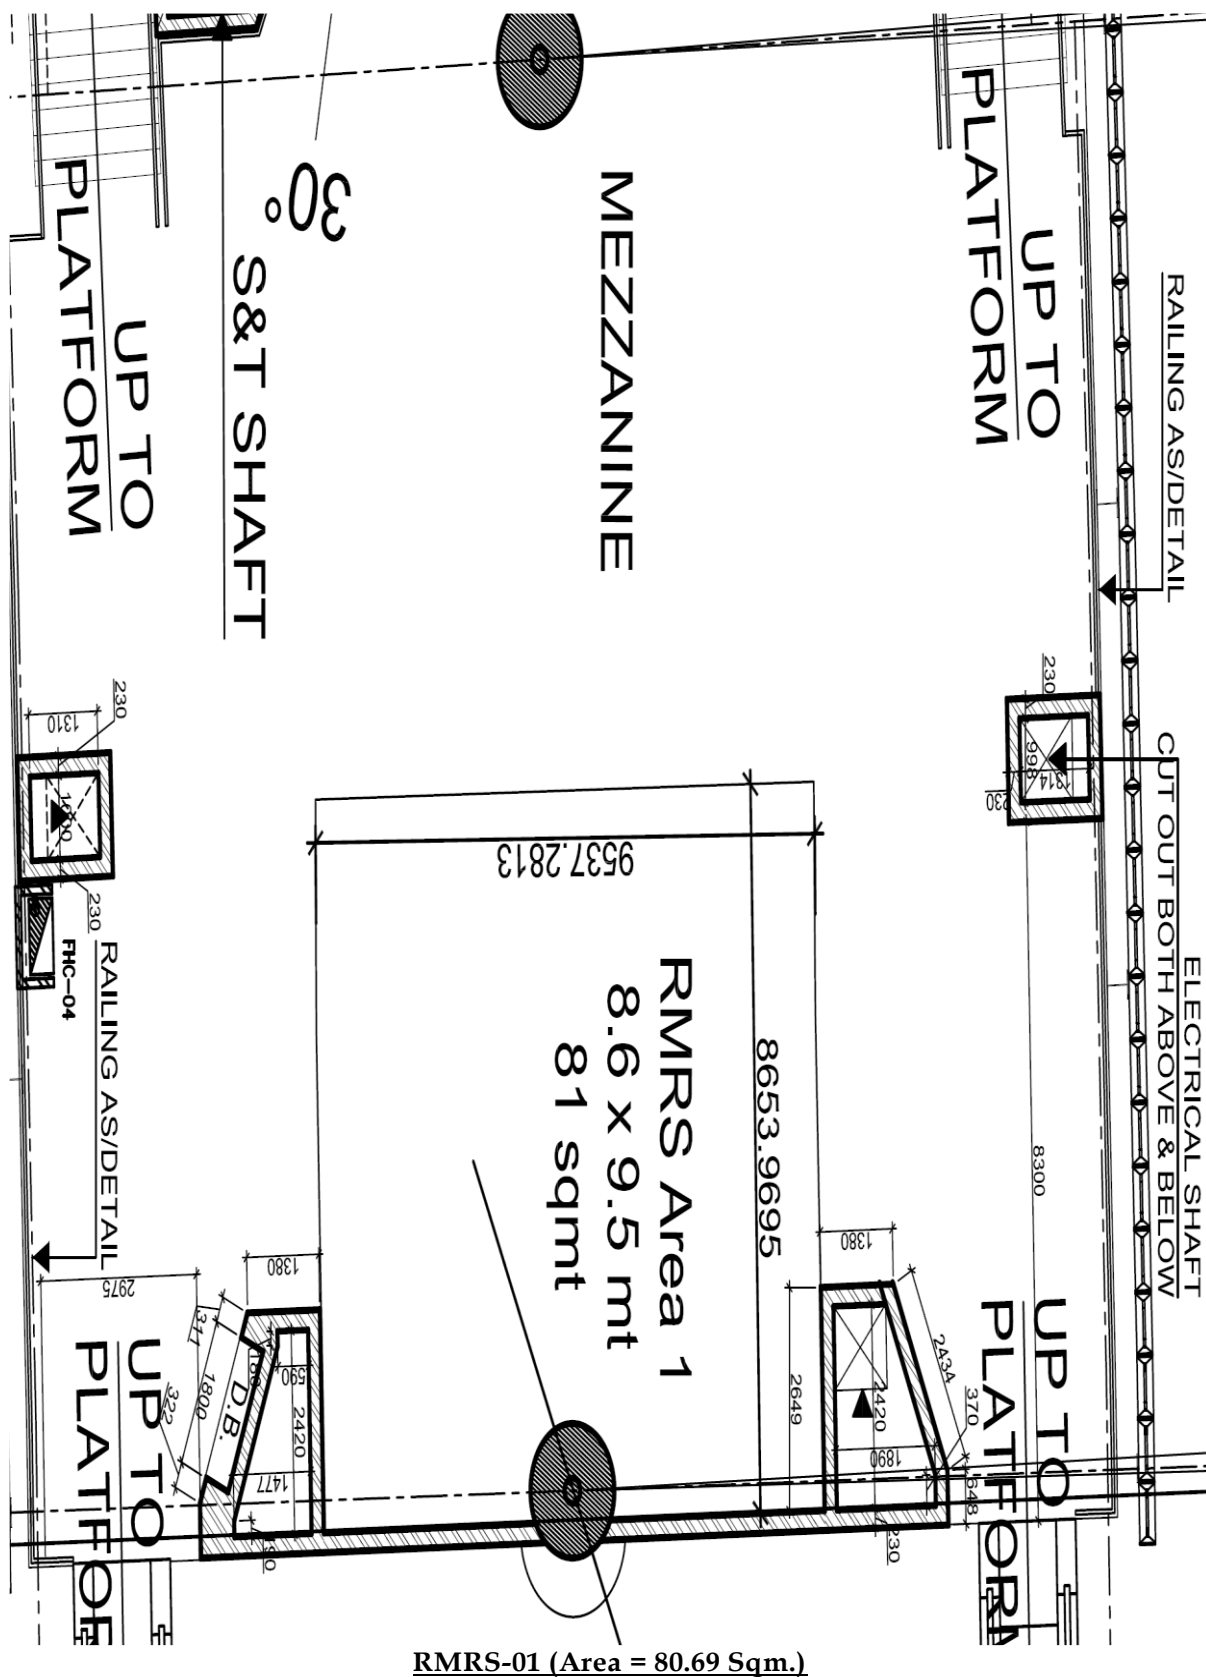 30°
MEZZANINE
UP TO
PLATFORM
UP TO
PLATFORM
S&T SHAFT
RAILING AS/DETAIL
230
1310
230
FHC-04
RAILING AS/DETAIL
230
998
1314
ELECTRICAL SHAFT
CUT OUT BOTH ABOVE & BELOW
9537.2813
8653.9695
RMRS Area 1
8.6 x 9.5 mt
81 sqmt
8300
2975
1380
311
1800
322
D.B.
590
2420
1477
1380
2649
2434
370
2420
1890
648
230
UP TO
UP TO
PLATFORM
RMRS-01 (Area = 80.69 Sqm.)